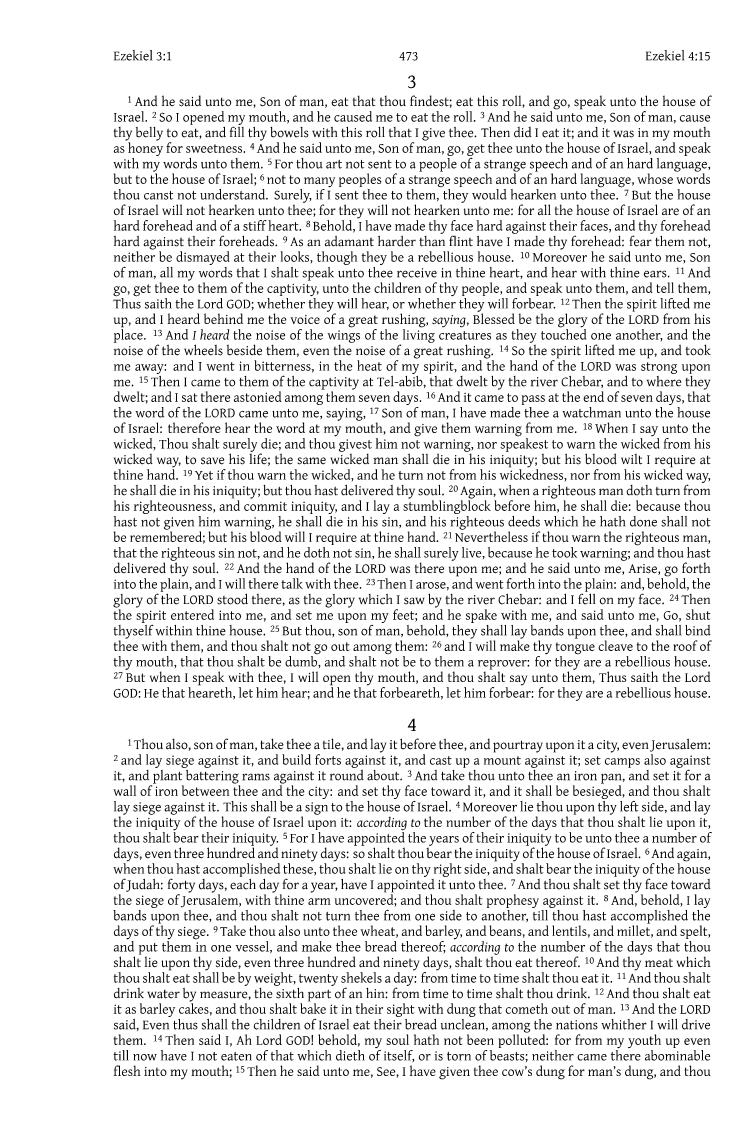 Ezekiel 3:1 473 Ezekiel 4:15
3
1 And he said unto me, Son of man, eat that thou findest; eat this roll, and go, speak unto the house of
Israel. 2 So I opened my mouth, and he caused me to eat the roll. 3 And he said unto me, Son of man, cause
thy belly to eat, and fill thy bowels with this roll that I give thee. Then did I eat it; and it was in my mouth
as honey for sweetness. 4 And he said unto me, Son of man, go, get thee unto the house of Israel, and speak
with my words unto them. 5 For thou art not sent to a people of a strange speech and of an hard language,
but to the house of Israel; 6 not to many peoples of a strange speech and of an hard language, whose words
thou canst not understand. Surely, if I sent thee to them, they would hearken unto thee. 7 But the house
of Israel will not hearken unto thee; for they will not hearken unto me: for all the house of Israel are of an
hard forehead and of a stiff heart. 8 Behold, I have made thy face hard against their faces, and thy forehead
hard against their foreheads. 9 As an adamant harder than flint have I made thy forehead: fear them not,
neither be dismayed at their looks, though they be a rebellious house. 10 Moreover he said unto me, Son
of man, all my words that I shalt speak unto thee receive in thine heart, and hear with thine ears. 11 And
go, get thee to them of the captivity, unto the children of thy people, and speak unto them, and tell them,
Thus saith the Lord GOD; whether they will hear, or whether they will forbear. 12 Then the spirit lifted me
up, and I heard behind me the voice of a great rushing, saying, Blessed be the glory of the LORD from his
place. 13 And I heard the noise of the wings of the living creatures as they touched one another, and the
noise of the wheels beside them, even the noise of a great rushing. 14 So the spirit lifted me up, and took
me away: and I went in bitterness, in the heat of my spirit, and the hand of the LORD was strong upon
me. 15 Then I came to them of the captivity at Tel-abib, that dwelt by the river Chebar, and to where they
dwelt; and I sat there astonied among them seven days. 16 And it came to pass at the end of seven days, that
the word of the LORD came unto me, saying, 17 Son of man, I have made thee a watchman unto the house
of Israel: therefore hear the word at my mouth, and give them warning from me. 18 When I say unto the
wicked, Thou shalt surely die; and thou givest him not warning, nor speakest to warn the wicked from his
wicked way, to save his life; the same wicked man shall die in his iniquity; but his blood wilt I require at
thine hand. 19 Yet if thou warn the wicked, and he turn not from his wickedness, nor from his wicked way,
he shall die in his iniquity; but thou hast delivered thy soul. 20 Again, when a righteous man doth turn from
his righteousness, and commit iniquity, and I lay a stumblingblock before him, he shall die: because thou
hast not given him warning, he shall die in his sin, and his righteous deeds which he hath done shall not
be remembered; but his blood will I require at thine hand. 21 Nevertheless if thou warn the righteous man,
that the righteous sin not, and he doth not sin, he shall surely live, because he took warning; and thou hast
delivered thy soul. 22 And the hand of the LORD was there upon me; and he said unto me, Arise, go forth
into the plain, and I will there talk with thee. 23 Then I arose, and went forth into the plain: and, behold, the
glory of the LORD stood there, as the glory which I saw by the river Chebar: and I fell on my face. 24 Then
the spirit entered into me, and set me upon my feet; and he spake with me, and said unto me, Go, shut
thyself within thine house. 25 But thou, son of man, behold, they shall lay bands upon thee, and shall bind
thee with them, and thou shalt not go out among them: 26 and I will make thy tongue cleave to the roof of
thy mouth, that thou shalt be dumb, and shalt not be to them a reprover: for they are a rebellious house.
27 But when I speak with thee, I will open thy mouth, and thou shalt say unto them, Thus saith the Lord
GOD: He that heareth, let him hear; and he that forbeareth, let him forbear: for they are a rebellious house.
4
1 Thou also, son of man, take thee a tile, and lay it before thee, and pourtray upon it a city, even Jerusalem:
2 and lay siege against it, and build forts against it, and cast up a mount against it; set camps also against
it, and plant battering rams against it round about. 3 And take thou unto thee an iron pan, and set it for a
wall of iron between thee and the city: and set thy face toward it, and it shall be besieged, and thou shalt
lay siege against it. This shall be a sign to the house of Israel. 4 Moreover lie thou upon thy left side, and lay
the iniquity of the house of Israel upon it: according to the number of the days that thou shalt lie upon it,
thou shalt bear their iniquity. 5 For I have appointed the years of their iniquity to be unto thee a number of
days, even three hundred and ninety days: so shalt thou bear the iniquity of the house of Israel. 6 And again,
when thou hast accomplished these, thou shalt lie on thy right side, and shalt bear the iniquity of the house
of Judah: forty days, each day for a year, have I appointed it unto thee. 7 And thou shalt set thy face toward
the siege of Jerusalem, with thine arm uncovered; and thou shalt prophesy against it. 8 And, behold, I lay
bands upon thee, and thou shalt not turn thee from one side to another, till thou hast accomplished the
days of thy siege. 9 Take thou also unto thee wheat, and barley, and beans, and lentils, and millet, and spelt,
and put them in one vessel, and make thee bread thereof; according to the number of the days that thou
shalt lie upon thy side, even three hundred and ninety days, shalt thou eat thereof. 10 And thy meat which
thou shalt eat shall be by weight, twenty shekels a day: from time to time shalt thou eat it. 11 And thou shalt
drink water by measure, the sixth part of an hin: from time to time shalt thou drink. 12 And thou shalt eat
it as barley cakes, and thou shalt bake it in their sight with dung that cometh out of man. 13 And the LORD
said, Even thus shall the children of Israel eat their bread unclean, among the nations whither I will drive
them. 14 Then said I, Ah Lord GOD! behold, my soul hath not been polluted: for from my youth up even
till now have I not eaten of that which dieth of itself, or is torn of beasts; neither came there abominable
flesh into my mouth; 15 Then he said unto me, See, I have given thee cow's dung for man's dung, and thou